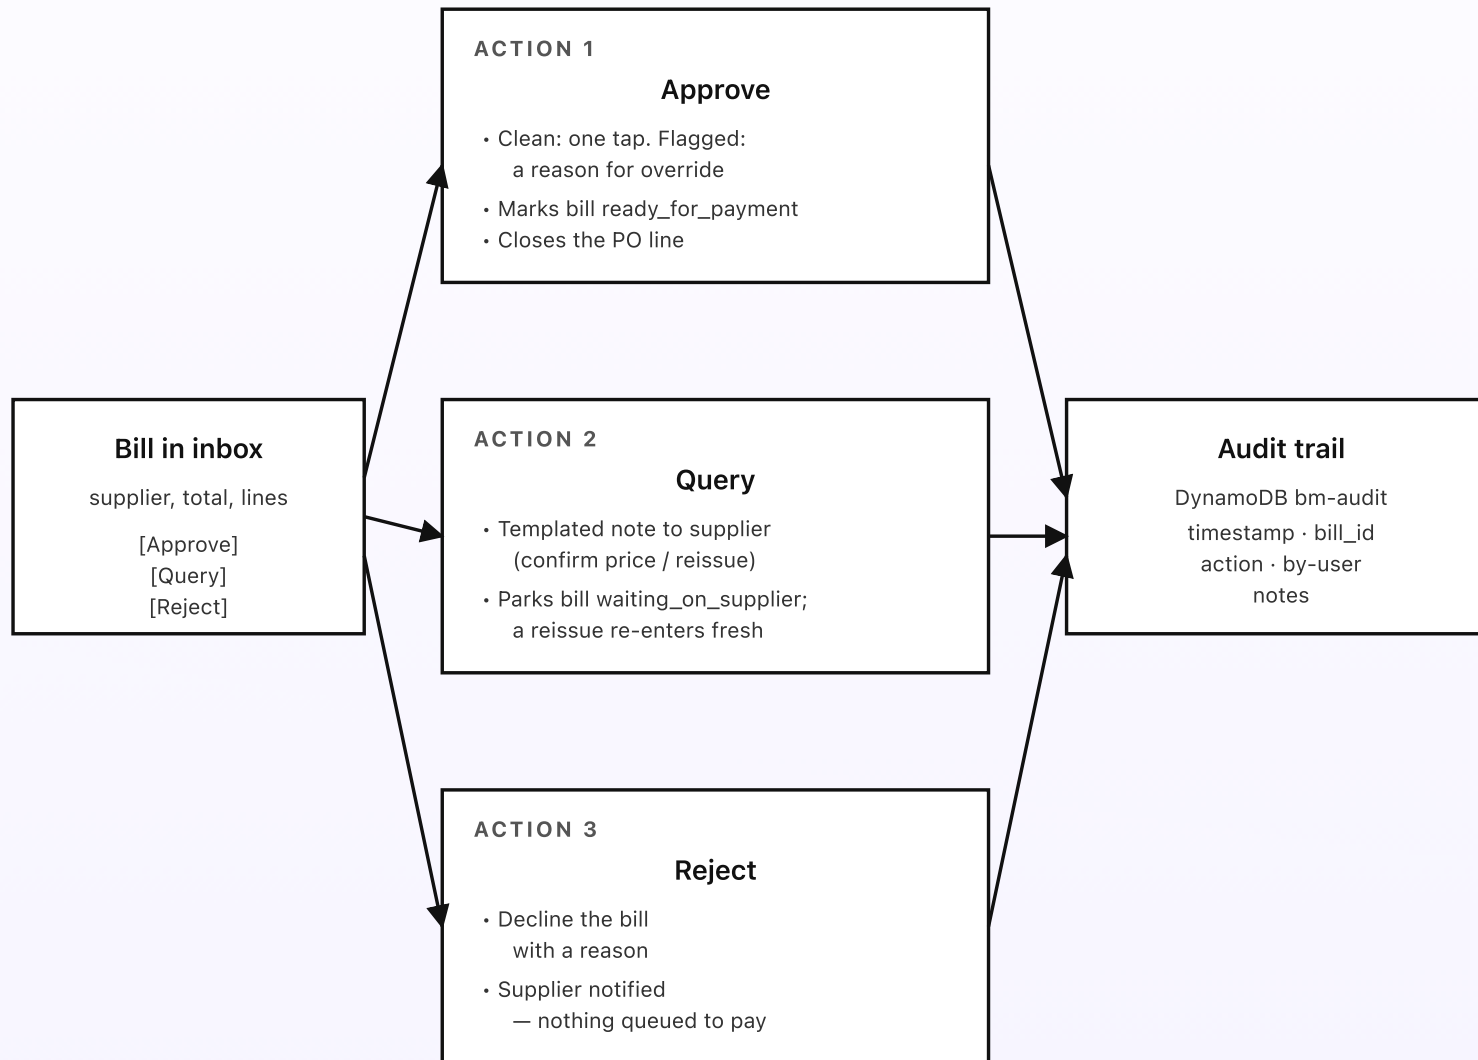 ACTION 1
Approve
• Clean: one tap. Flagged:
a reason for override
• Marks bill ready_for_payment
• Closes the PO line
Bill in inbox
supplier, total, lines
[Approve]
[Query]
[Reject]
ACTION 2
Query
• Templated note to supplier
(confirm price / reissue)
• Parks bill waiting_on_supplier;
a reissue re-enters fresh
Audit trail
DynamoDB bm-audit
timestamp · bill_id
action · by-user
notes
ACTION 3
Reject
• Decline the bill
with a reason
• Supplier notified
— nothing queued to pay